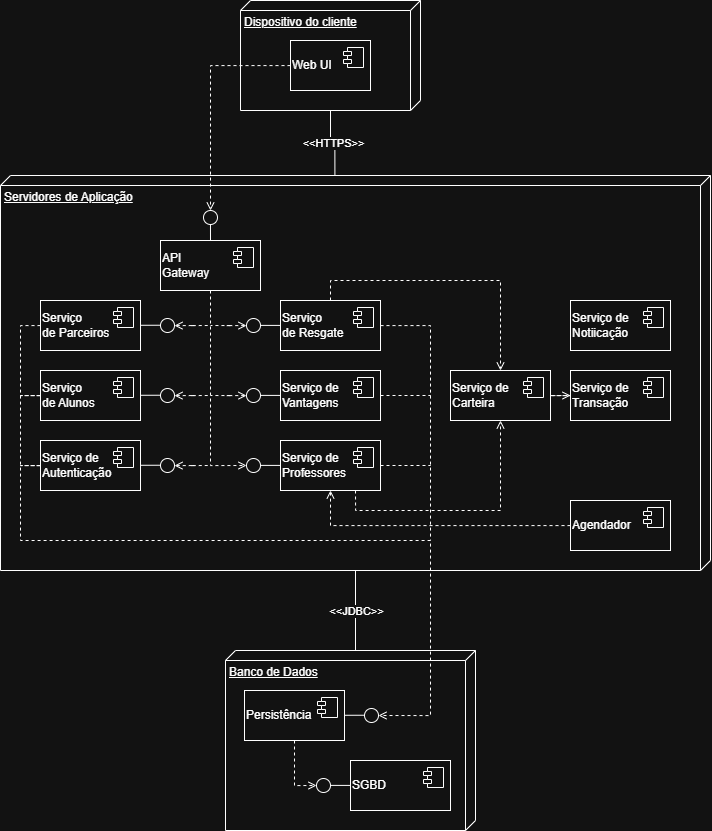 Dispositivo do cliente
Web UI
<<HTTPS>>
Servidores de Aplicação
API
Gateway
Serviço
de Parceiros
Serviço
de Resgate
Serviço de
Notiicação
Serviço
de Alunos
Serviço de
Vantagens
Serviço de
Carteira
Serviço de
Transação
Serviço de
Autenticação
Serviço de
Professores
Agendador
<<JDBC>>
Banco de Dados
Persistência
SGBD